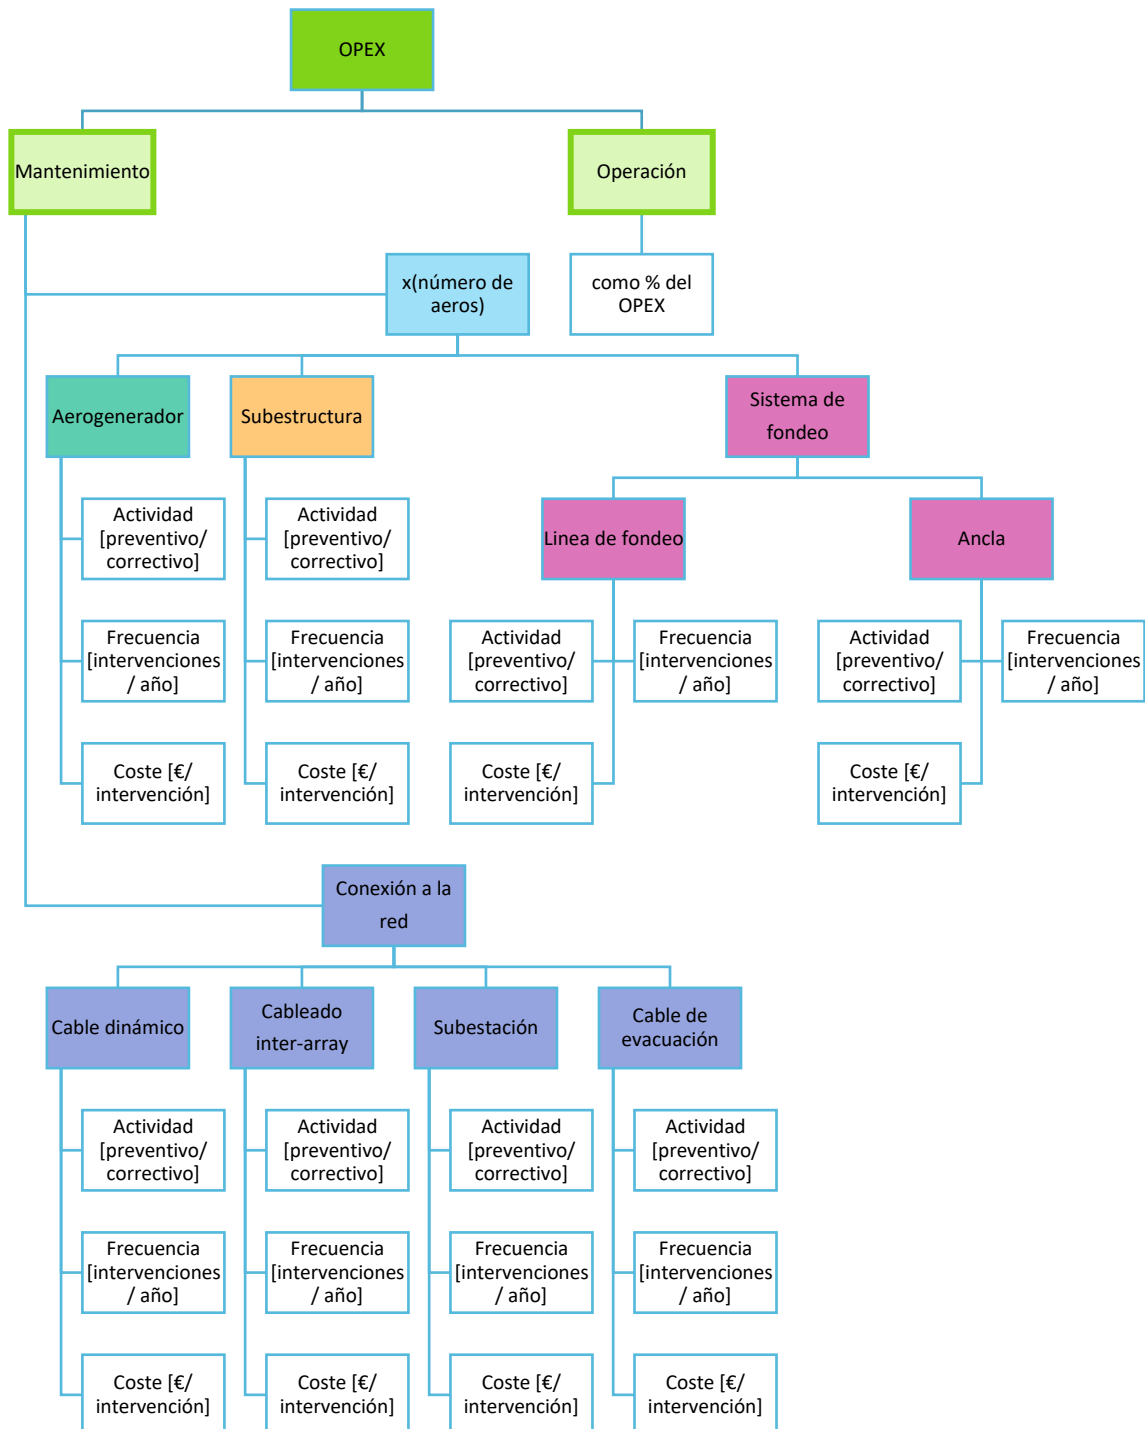 OPEX
Mantenimiento
Operación
x(número de
aeros)
como % del
OPEX
Aerogenerador
Subestructura
Sistema de
fondeo
Actividad
[preventivo/
correctivo]
Actividad
[preventivo/
correctivo]
Linea de fondeo
Ancla
Frecuencia
[intervenciones
/ año]
Frecuencia
[intervenciones
/ año]
Actividad
[preventivo/
correctivo]
Frecuencia
[intervenciones
/ año]
Actividad
[preventivo/
correctivo]
Frecuencia
[intervenciones
/ año]
Coste [€/
intervención]
Coste [€/
intervención]
Coste [€/
intervención]
Coste [€/
intervención]
Conexión a la
red
Cable dinámico
Cableado
inter-array
Subestación
Cable de
evacuación
Actividad
[preventivo/
correctivo]
Actividad
[preventivo/
correctivo]
Actividad
[preventivo/
correctivo]
Actividad
[preventivo/
correctivo]
Frecuencia
[intervenciones
/ año]
Frecuencia
[intervenciones
/ año]
Frecuencia
[intervenciones
/ año]
Frecuencia
[intervenciones
/ año]
Coste [€/
intervención]
Coste [€/
intervención]
Coste [€/
intervención]
Coste [€/
intervención]